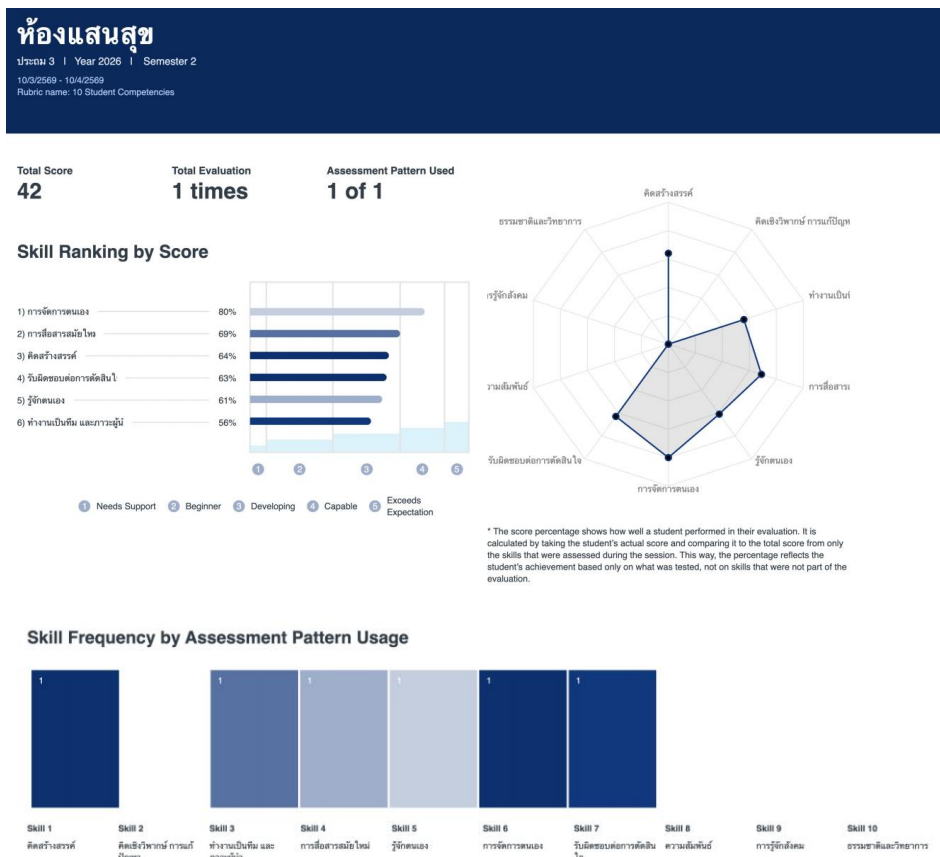 ห้องแสนสุข
ประถม 3 | Year 2026 | Semester 2
10/3/2569 - 10/4/2569
Rubric name: 10 Student Competencies
Total Score
42
Total Evaluation
1 times
Assessment Pattern Used
1 of 1
Skill Ranking by Score
1) การจัดการตนเอง 80%
2) การสื่อสารสมัยใหม 69%
3) คิดสร้างสรรค์ 64%
4) รับผิดชอบต่อการตัดสินใ 63%
5) รู้จักตนเอง 61%
6) ทำงานเป็นทีม และภาวะผู้น่ 56%
1 2 3 4 5
1 Needs Support 2 Beginner 3 Developing 4 Capable 5 Exceeds Expectation
คิดสร้างสรรค์
ธรรมชาติและวิทยาการ
คิดเชิงวิพากษ์ การแก้ปัญห
ารรู้จักสังคม
ทำงานเป็นท่
วามสัมพันธ์
การสื่อสาร
รับผิดชอบต่อการตัดสินใจ
รู้จักตนเอง
การจัดการตนเอง
* The score percentage shows how well a student performed in their evaluation. It is
calculated by taking the student's actual score and comparing it to the total score from only
the skills that were assessed during the session. This way, the percentage reflects the
student's achievement based only on what was tested, not on skills that were not part of the
evaluation.
Skill Frequency by Assessment Pattern Usage
1 1 1 1 1 1
Skill 1 Skill 2 Skill 3 Skill 4 Skill 5 Skill 6 Skill 7 Skill 8 Skill 9 Skill 10
คิดสร้างสรรค์ คิดเชิงวิพากษ์ การแก้ ทำงานเป็นทีม และ การสื่อสารสมัยใหม่ รู้จักตนเอง การจัดการตนเอง รับผิดชอบต่อการตัดสิน ความสัมพันธ์ การรู้จักสังคม ธรรมชาติและวิทยาการ